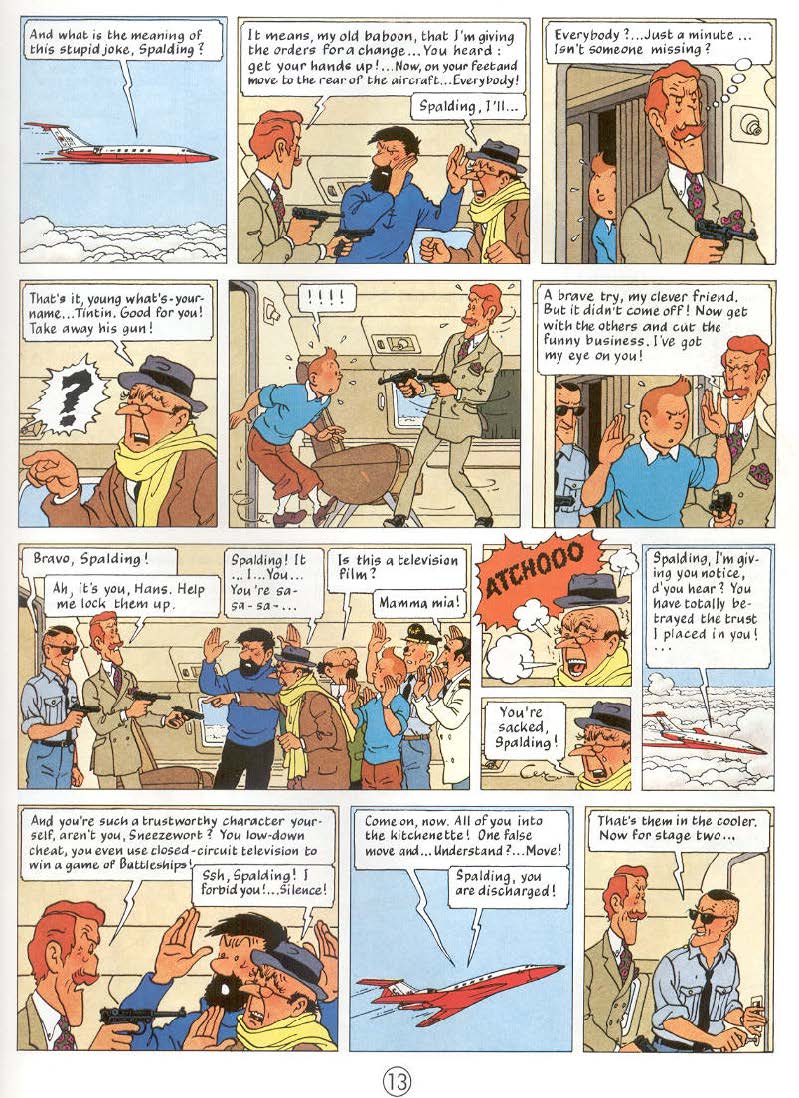 And what is the meaning of
this stupid joke, Spalding?
It means, my old baboon, that I'm giving
the orders for a change...You heard:
get your hands up!...Now, on your feet and
move to the rear of the aircraft...Everybody!
Spalding, I'll...
Everybody?...Just a minute...
Isn't someone missing?
That's it, young what's-your-
name...Tintin. Good for you!
Take away his gun!
?
!!!!
A brave try, my clever friend.
But it didn't come off! Now get
with the others and cut the
funny business. I've got
my eye on you!
Bravo, Spalding!
Ah, it's you, Hans. Help
me lock them up.
Spalding! It
...I...You...
You're sa-
sa-sa-...
Is this a television
film?
Mamma mia!
ATCHOOO
You're
sacked,
Spalding!
Spalding, I'm giv-
ing you notice,
d'you hear? You
have totally be-
trayed the trust
I placed in you!
...
And you're such a trustworthy character your-
self, aren't you, Sneezewort? You low-down
cheat, you even use closed-circuit television to
win a game of Battleships!
Ssh, Spalding! I
forbid you!...Silence!
Come on, now. All of you into
the kitchenette! One false
move and...Understand?...Move!
Spalding, you
are discharged!
That's them in the cooler.
Now for stage two...
13